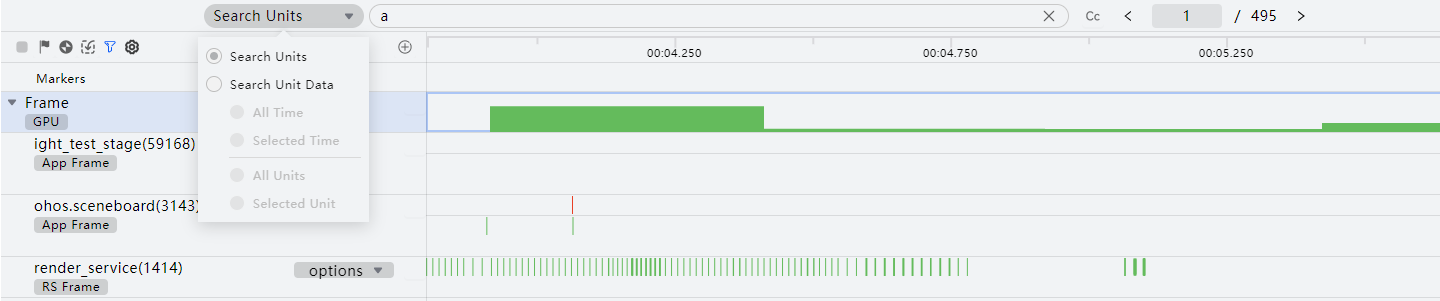 Search Units
a
Cc
1
/ 495
Search Units
Search Unit Data
All Time
Selected Time
All Units
Selected Unit
00:04.250
00:04.750
00:05.250
Markers
Frame
GPU
ight_test_stage(59168)
App Frame
ohos.sceneboard(3143)
App Frame
render_service(1414)
options
RS Frame